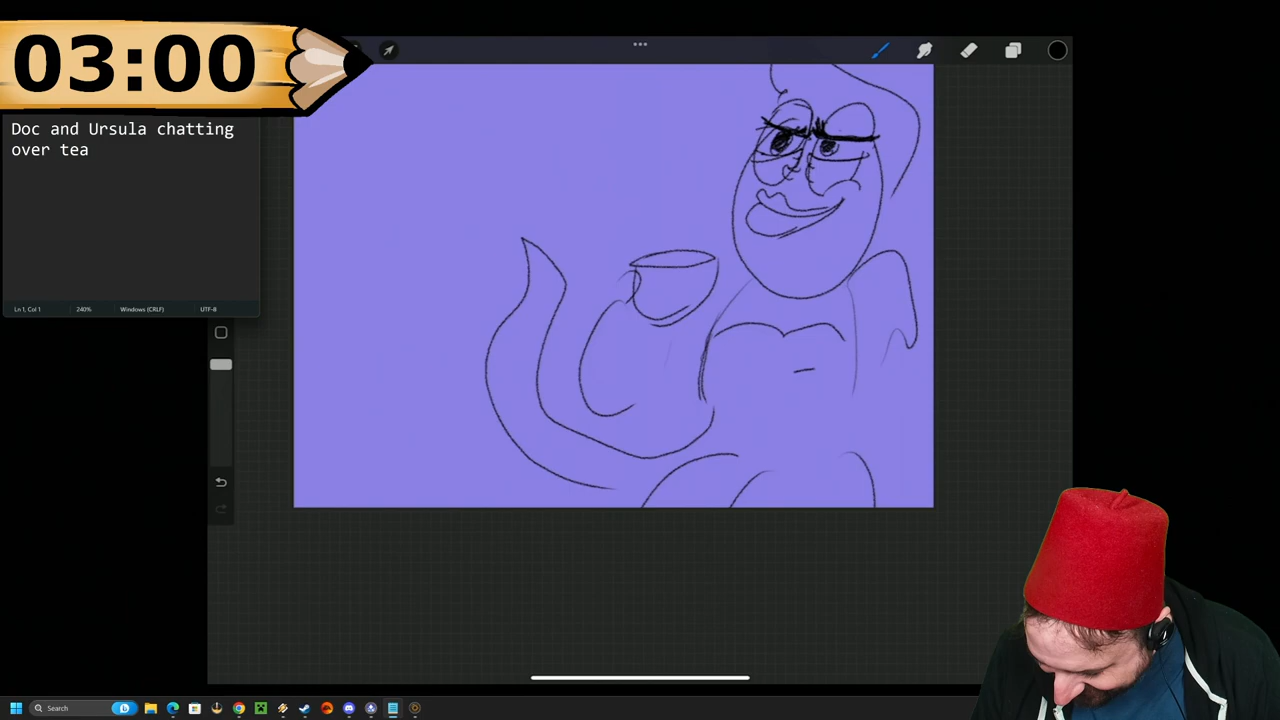 03:00
Doc and Ursula chatting
over tea
Ln 1, Col 1 240% Windows (CRLF) UTF-8
Search